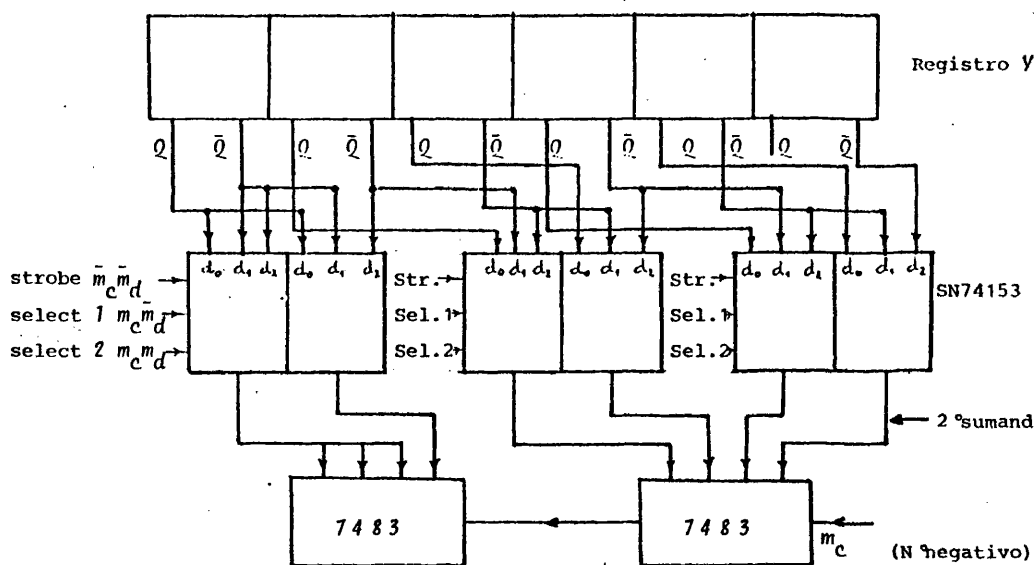 Registro y
Q Q̄ Q Q̄ Q Q̄ Q Q̄ Q Q̄ Q Q̄
d₀ d₁ d₂ d₀ d₁ d₂ d₀ d₁ d₂ d₀ d₁ d₂ d₀ d₁ d₂ d₀ d₁ d₂
strobe m̄c m̄d Str. Str. SN74153
select 1 mc m̄d Sel.1 Sel.1
select 2 mc md Sel.2 Sel.2
2 °sumand
7483 7483
mc (N °negativo)